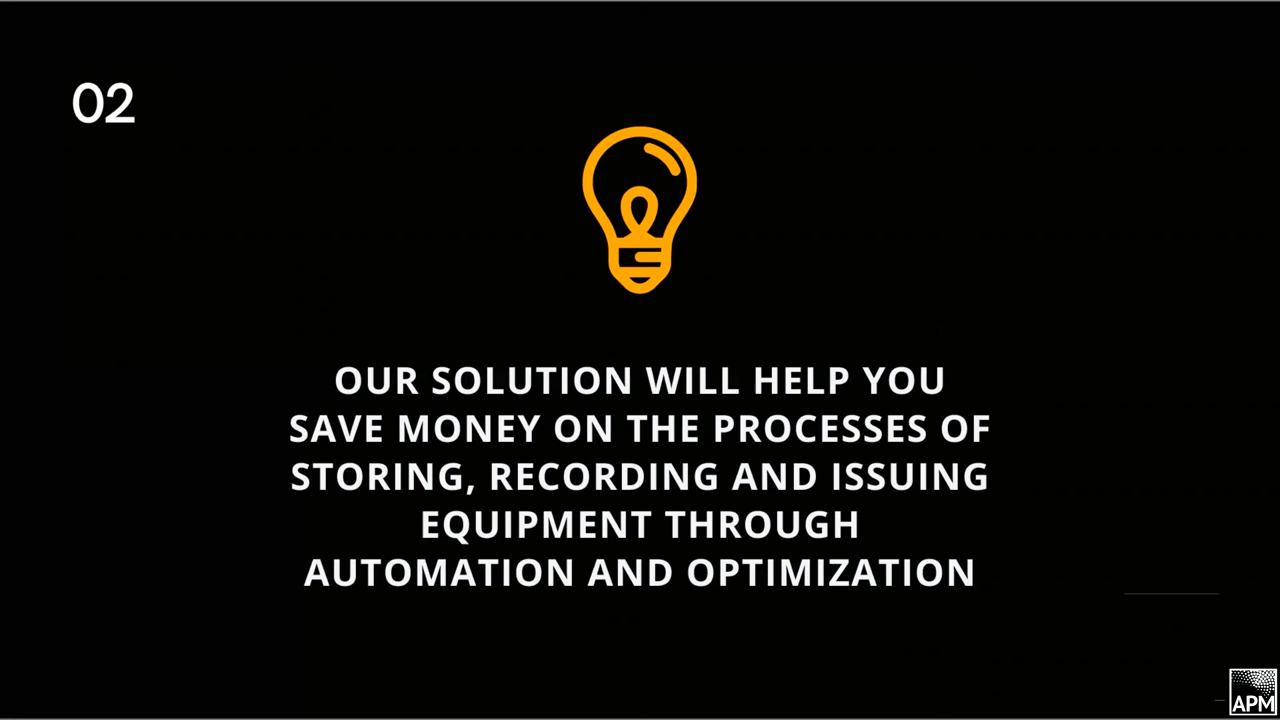 02
OUR SOLUTION WILL HELP YOU
SAVE MONEY ON THE PROCESSES OF
STORING, RECORDING AND ISSUING
EQUIPMENT THROUGH
AUTOMATION AND OPTIMIZATION
APM